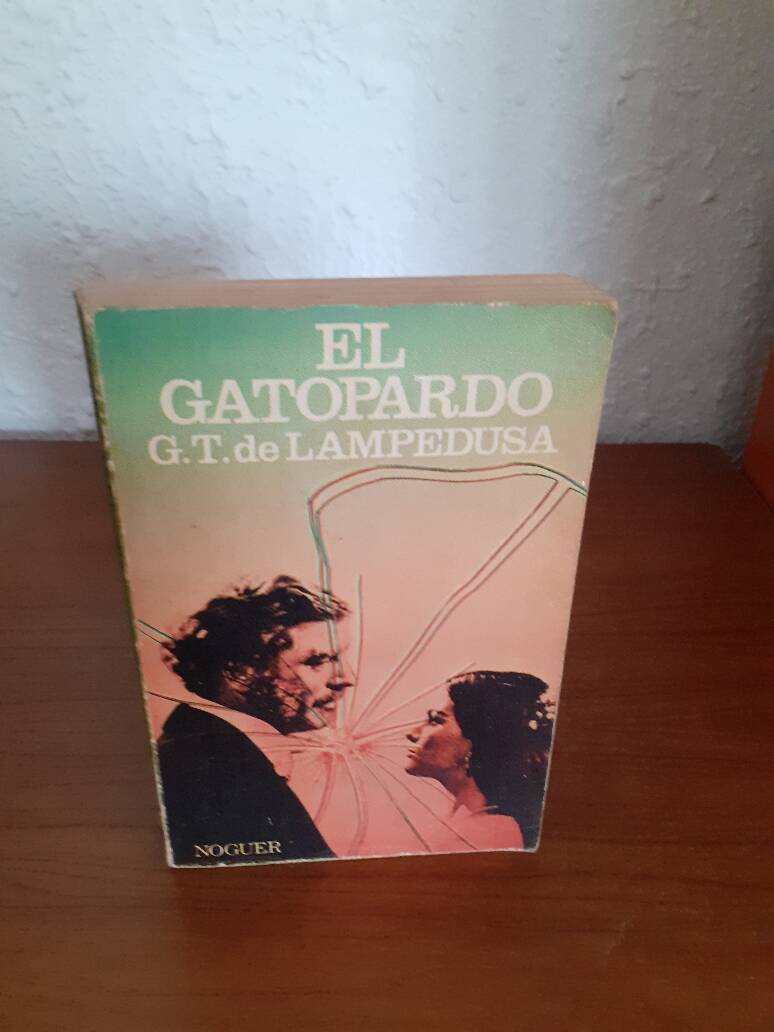 EL
GATOPARDO
G.T. de LAMPEDUSA
NOGUER